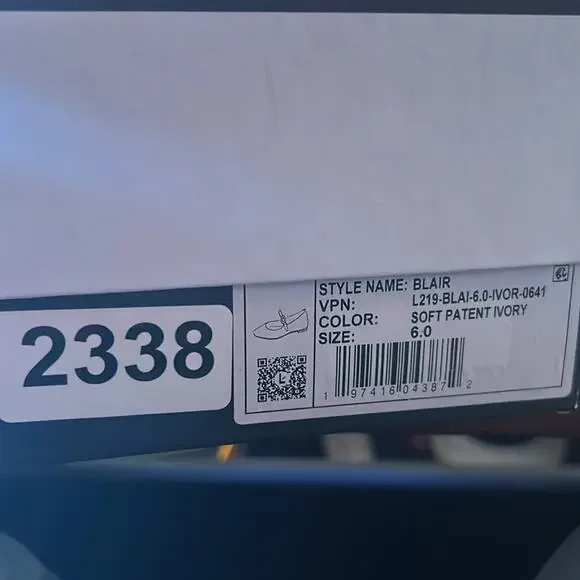 2338
STYLE NAME: BLAIR
VPN: L219-BLAI-6.0-IVOR-0641
COLOR: SOFT PATENT IVORY
SIZE: 6.0
L
1 97416 04387 2